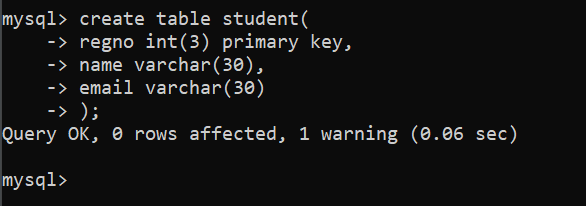 mysql> create table student(
    -> regno int(3) primary key,
    -> name varchar(30),
    -> email varchar(30)
    -> );
Query OK, 0 rows affected, 1 warning (0.06 sec)
mysql>